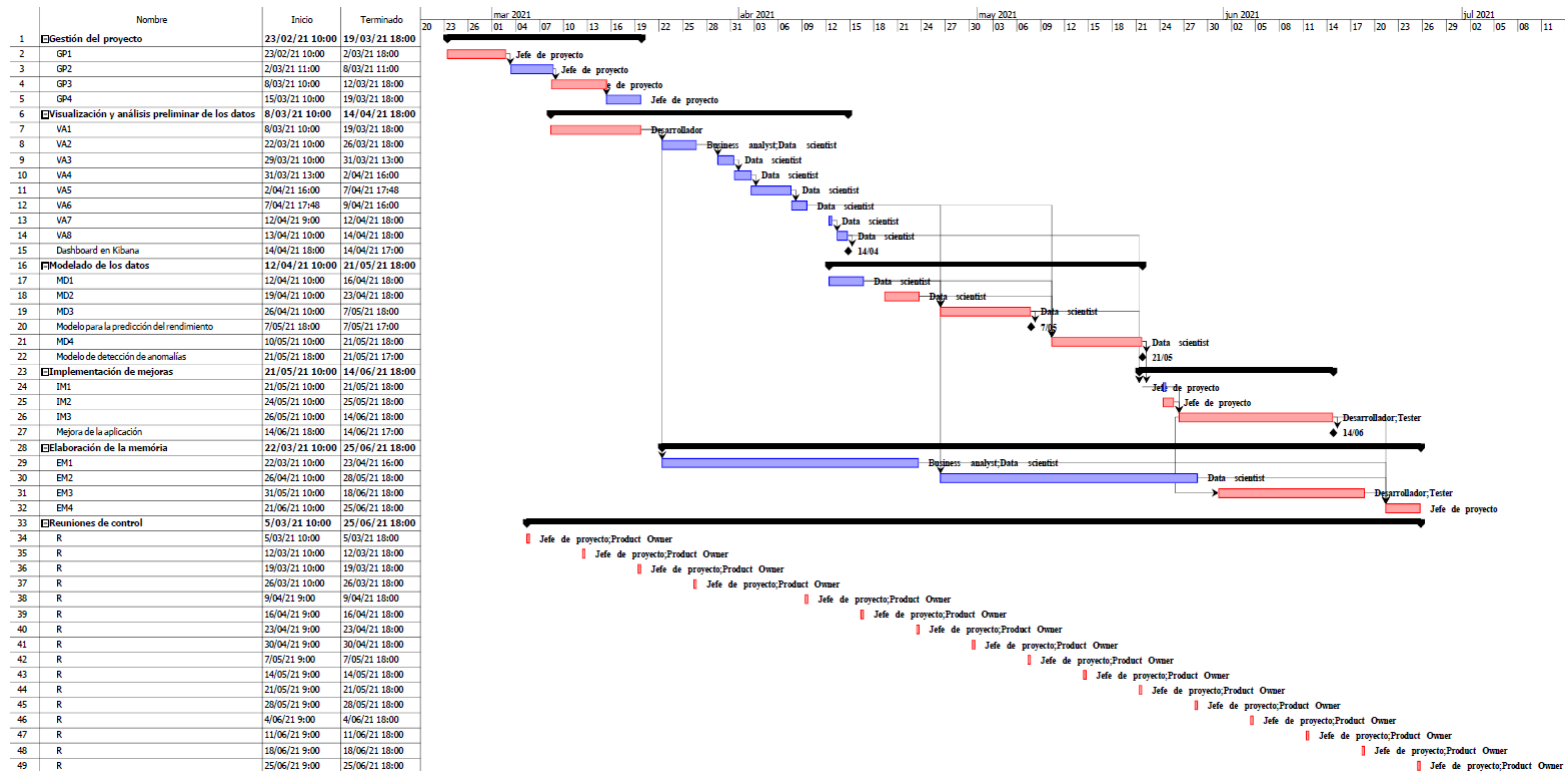 mar 2021 abr 2021 may 2021 jun 2021 jul 2021
Nombre Inicio Terminado 20 23 26 01 04 07 10 13 16 19 22 25 28 31 03 06 09 12 15 18 21 24 27 30 03 06 09 12 15 18 21 24 27 30 02 05 08 11 14 17 20 23 26 29 02 05 08 11
1 Gestión del proyecto 23/02/21 10:00 19/03/21 18:00
2 GP1 23/02/21 10:00 2/03/21 18:00 Jefe de proyecto
3 GP2 2/03/21 11:00 8/03/21 11:00 Jefe de proyecto
4 GP3 8/03/21 10:00 12/03/21 18:00 e de proyecto
5 GP4 15/03/21 10:00 19/03/21 18:00 Jefe de proyecto
6 Visualización y análisis preliminar de los datos 8/03/21 10:00 14/04/21 18:00
7 VA1 8/03/21 10:00 19/03/21 18:00 Desarrollador
8 VA2 22/03/21 10:00 26/03/21 18:00 Business analyst;Data scientist
9 VA3 29/03/21 10:00 31/03/21 13:00 Data scientist
10 VA4 31/03/21 13:00 2/04/21 16:00 Data scientist
11 VA5 2/04/21 16:00 7/04/21 17:48 Data scientist
12 VA6 7/04/21 17:48 9/04/21 16:00 Data scientist
13 VA7 12/04/21 9:00 12/04/21 18:00 Data scientist
14 VA8 13/04/21 10:00 14/04/21 18:00 Data scientist
15 Dashboard en Kibana 14/04/21 18:00 14/04/21 17:00 14/04
16 Modelado de los datos 12/04/21 10:00 21/05/21 18:00
17 MD1 12/04/21 10:00 16/04/21 18:00 Data scientist
18 MD2 19/04/21 10:00 23/04/21 18:00 Data scientist
19 MD3 26/04/21 10:00 7/05/21 18:00 Data scientist
20 Modelo para la predicción del rendimiento 7/05/21 18:00 7/05/21 17:00 7/05
21 MD4 10/05/21 10:00 21/05/21 18:00 Data scientist
22 Modelo de detección de anomalías 21/05/21 18:00 21/05/21 17:00 21/05
23 Implementación de mejoras 21/05/21 10:00 14/06/21 18:00
24 IM1 21/05/21 10:00 21/05/21 18:00 Jefe de proyecto
25 IM2 24/05/21 10:00 25/05/21 18:00 Jefe de proyecto
26 IM3 26/05/21 10:00 14/06/21 18:00 Desarrollador;Tester
27 Mejora de la aplicación 14/06/21 18:00 14/06/21 17:00 14/06
28 Elaboración de la memória 22/03/21 10:00 25/06/21 18:00
29 EM1 22/03/21 10:00 23/04/21 16:00 Business analyst;Data scientist
30 EM2 26/04/21 10:00 28/05/21 18:00 Data scientist
31 EM3 31/05/21 10:00 18/06/21 18:00 Desarrollador;Tester
32 EM4 21/06/21 10:00 25/06/21 18:00 Jefe de proyecto
33 Reuniones de control 5/03/21 10:00 25/06/21 18:00
34 R 5/03/21 10:00 5/03/21 18:00 Jefe de proyecto;Product Owner
35 R 12/03/21 10:00 12/03/21 18:00 Jefe de proyecto;Product Owner
36 R 19/03/21 10:00 19/03/21 18:00 Jefe de proyecto;Product Owner
37 R 26/03/21 10:00 26/03/21 18:00 Jefe de proyecto;Product Owner
38 R 9/04/21 9:00 9/04/21 18:00 Jefe de proyecto;Product Owner
39 R 16/04/21 9:00 16/04/21 18:00 Jefe de proyecto;Product Owner
40 R 23/04/21 9:00 23/04/21 18:00 Jefe de proyecto;Product Owner
41 R 30/04/21 9:00 30/04/21 18:00 Jefe de proyecto;Product Owner
42 R 7/05/21 9:00 7/05/21 18:00 Jefe de proyecto;Product Owner
43 R 14/05/21 9:00 14/05/21 18:00 Jefe de proyecto;Product Owner
44 R 21/05/21 9:00 21/05/21 18:00 Jefe de proyecto;Product Owner
45 R 28/05/21 9:00 28/05/21 18:00 Jefe de proyecto;Product Owner
46 R 4/06/21 9:00 4/06/21 18:00 Jefe de proyecto;Product Owner
47 R 11/06/21 9:00 11/06/21 18:00 Jefe de proyecto;Product Owner
48 R 18/06/21 9:00 18/06/21 18:00 Jefe de proyecto;Product Owner
49 R 25/06/21 9:00 25/06/21 18:00 Jefe de proyecto;Product Owner